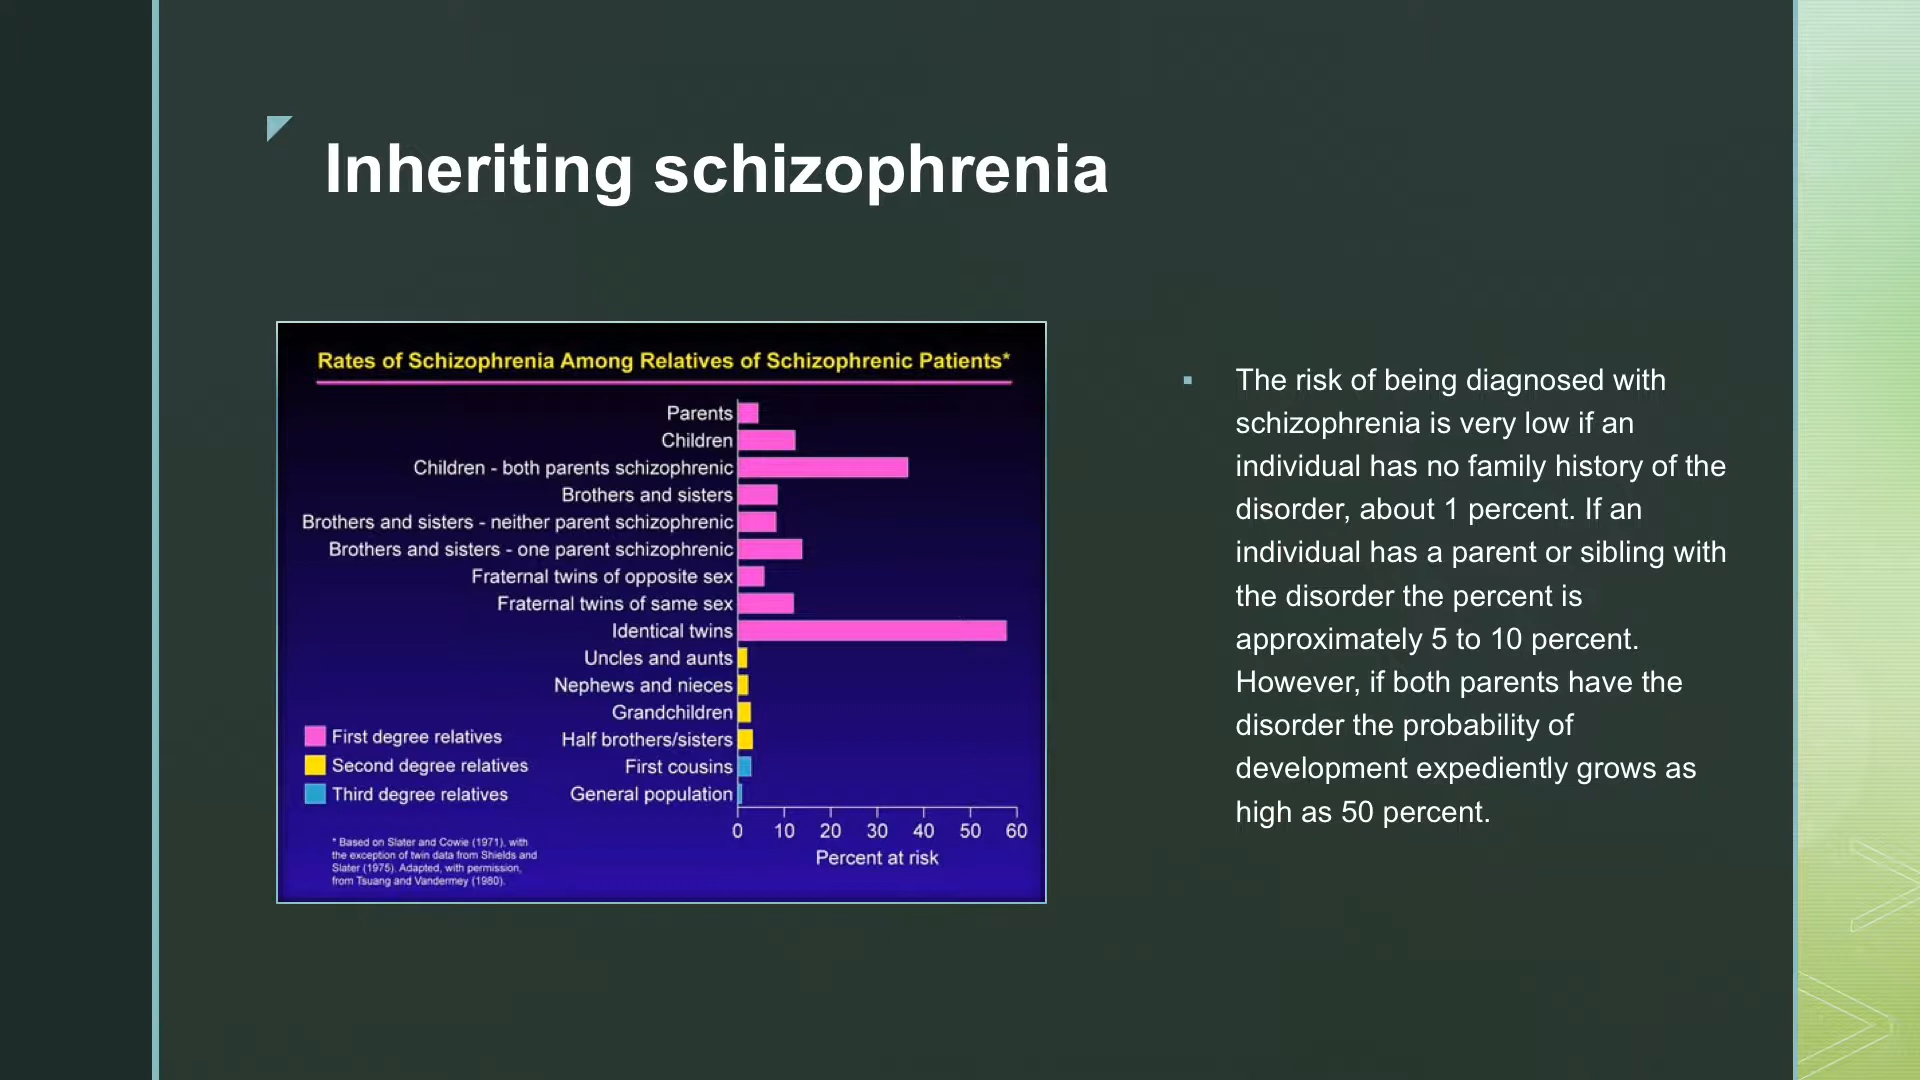 Inheriting schizophrenia
Rates of Schizophrenia Among Relatives of Schizophrenic Patients*
Parents
Children
Children - both parents schizophrenic
Brothers and sisters
Brothers and sisters - neither parent schizophrenic
Brothers and sisters - one parent schizophrenic
Fraternal twins of opposite sex
Fraternal twins of same sex
Identical twins
Uncles and aunts
Nephews and nieces
Grandchildren
Half brothers/sisters
First cousins
General population
First degree relatives
Second degree relatives
Third degree relatives
0 10 20 30 40 50 60
Percent at risk
* Based on Slater and Cowie (1971), with
the exception of twin data from Shields and
Slater (1975). Adapted, with permission,
from Tsuang and Vandermey (1980).
▪ The risk of being diagnosed with
schizophrenia is very low if an
individual has no family history of the
disorder, about 1 percent. If an
individual has a parent or sibling with
the disorder the percent is
approximately 5 to 10 percent.
However, if both parents have the
disorder the probability of
development expediently grows as
high as 50 percent.